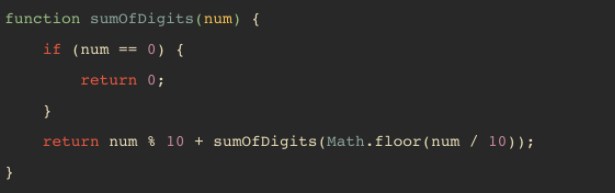 function sumOfDigits(num) {
    if (num == 0) {
        return 0;
    }
    return num % 10 + sumOfDigits(Math.floor(num / 10));
}